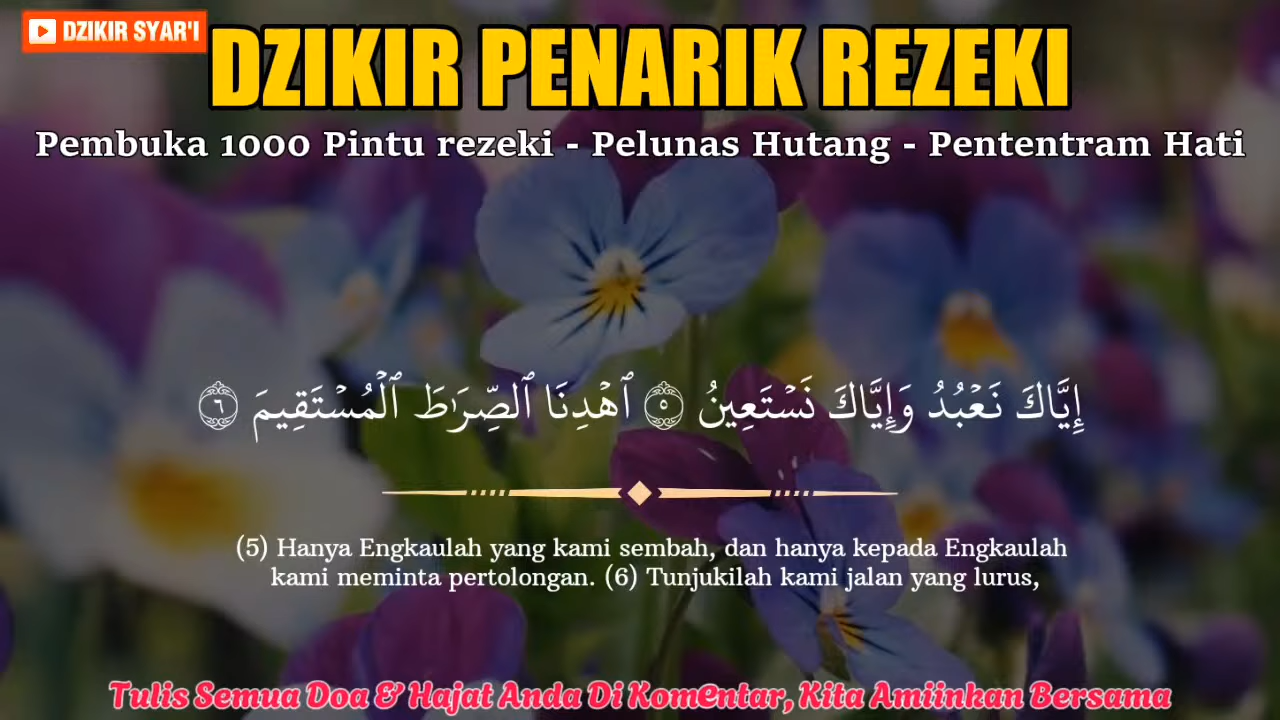 DZIKIR SYAR'I
DZIKIR PENARIK REZEKI
Pembuka 1000 Pintu rezeki - Pelunas Hutang - Pententram Hati
إِيَّاكَ نَعۡبُدُ وَإِيَّاكَ نَسۡتَعِينُ ٥ ٱهۡدِنَا ٱلصِّرَٰطَ ٱلۡمُسۡتَقِيمَ ٦
(5) Hanya Engkaulah yang kami sembah, dan hanya kepada Engkaulah
kami meminta pertolongan. (6) Tunjukilah kami jalan yang lurus,
Tulis Semua Doa & Hajat Anda Di Komentar, Kita Amiinkan Bersama